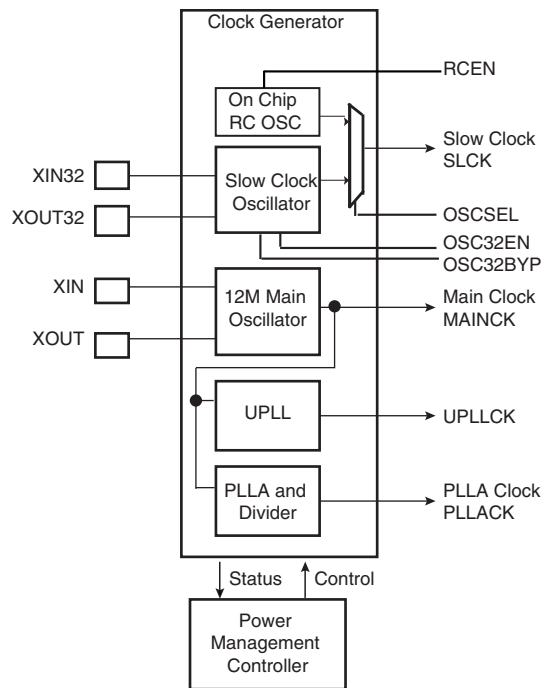 Clock Generator
RCEN
On Chip
RC OSC
Slow Clock
SLCK
XIN32
Slow Clock
Oscillator
XOUT32
OSCSEL
OSC32EN
OSC32BYP
XIN
12M Main
Oscillator
Main Clock
MAINCK
XOUT
UPLL
UPLLCK
PLLA and
Divider
PLLA Clock
PLLACK
Status
Control
Power
Management
Controller